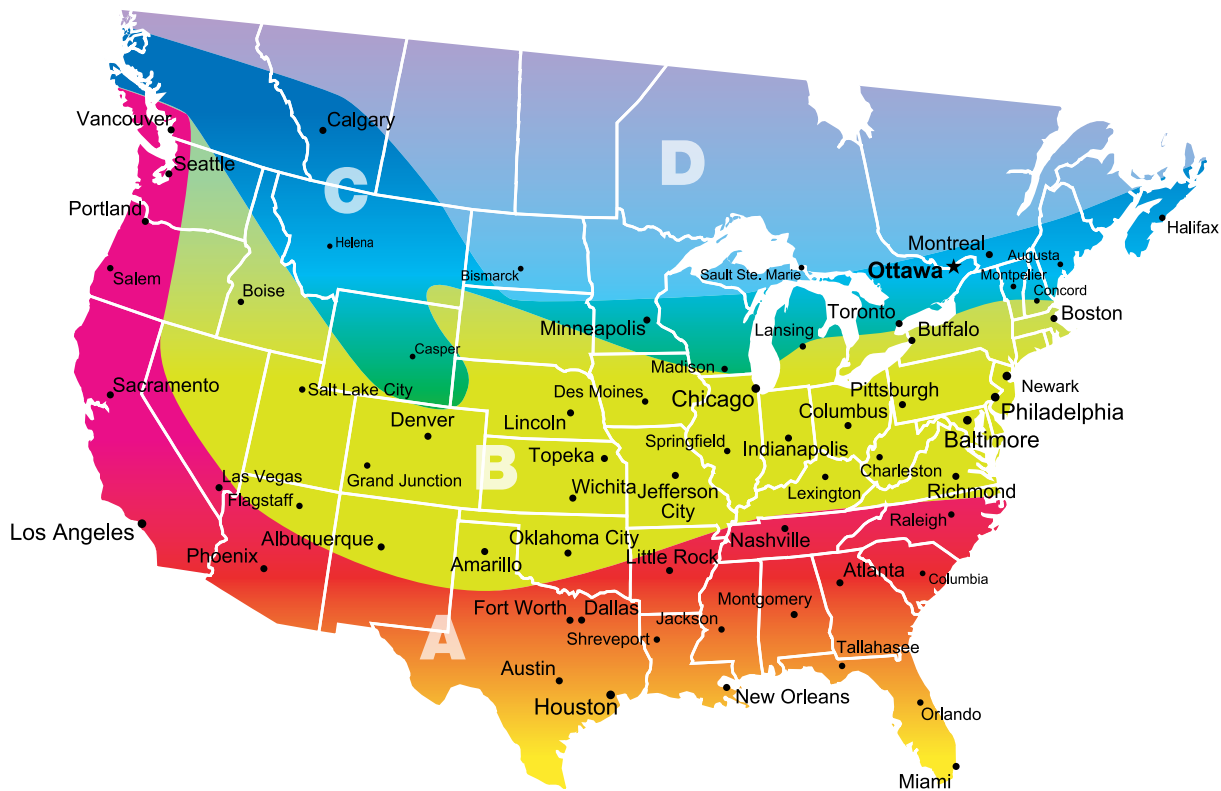 Vancouver
Calgary
Seattle
C
D
Portland
Halifax
Helena
Montreal
Augusta
Ottawa
Salem
Bismarck
Sault Ste. Marie
Montpelier
Boise
Concord
Minneapolis
Toronto
Boston
Lansing
Buffalo
Casper
Madison
Sacramento
Salt Lake City
Des Moines
Chicago
Pittsburgh
Newark
Denver
Lincoln
Columbus
Philadelphia
Springfield
Baltimore
Topeka
Indianapolis
B
Las Vegas
Grand Junction
Charleston
Flagstaff
Wichita
Jefferson
City
Lexington
Richmond
Los Angeles
Raleigh
Albuquerque
Oklahoma City
Nashville
Phoenix
Amarillo
Little Rock
Atlanta
Columbia
Fort Worth
Dallas
Montgomery
A
Shreveport
Jackson
Tallahasee
Austin
New Orleans
Houston
Orlando
Miami